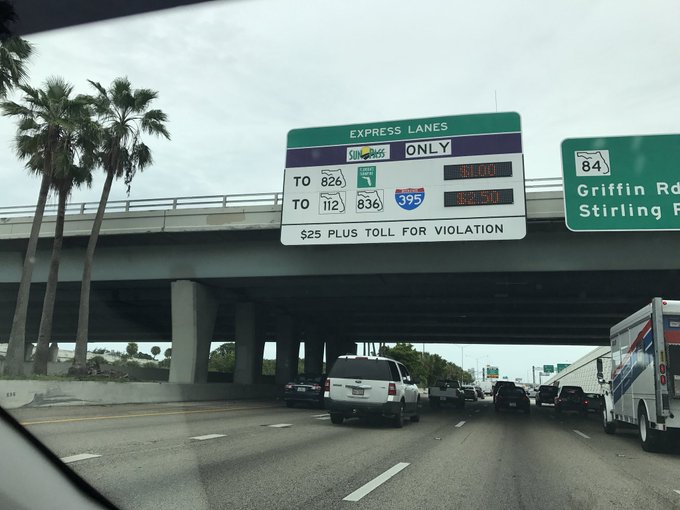 EXPRESS LANES
SUNPASS ONLY
TO 826 $1.00
TO 112 836 395 $2.50
$25 PLUS TOLL FOR VIOLATION
84
Griffin Rd
Stirling